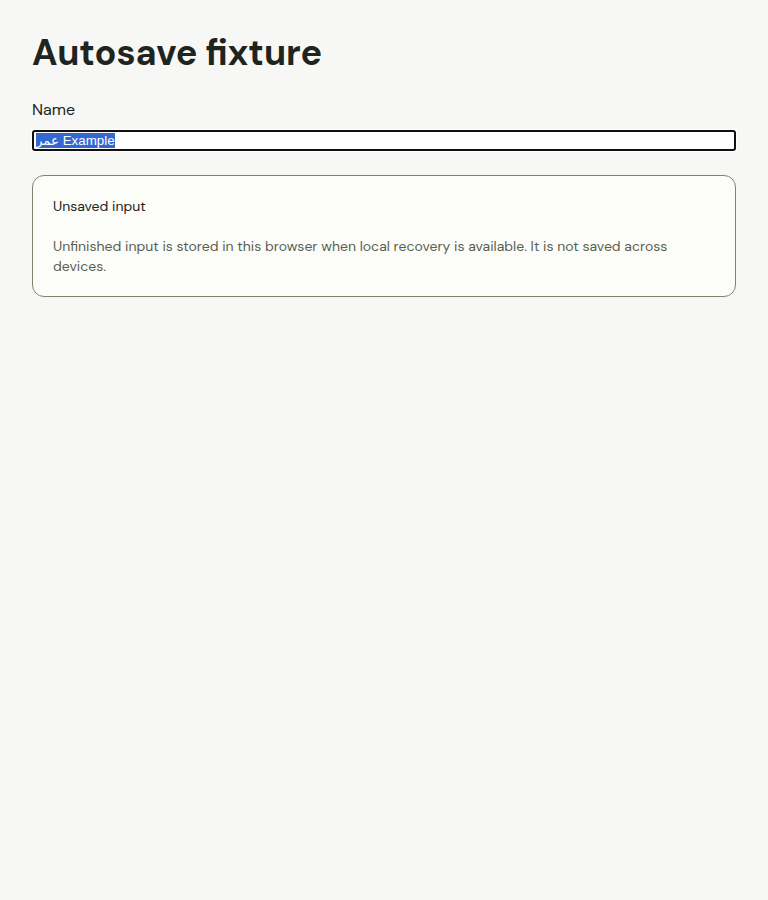 Autosave fixture
Name
عمر Example
Unsaved input
Unfinished input is stored in this browser when local recovery is available. It is not saved across
devices.